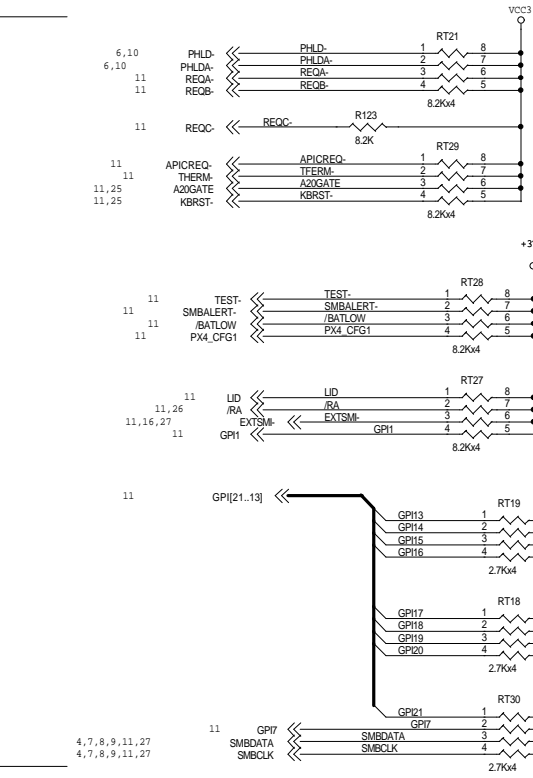 VCC3
RT21
6,10 PHLD- PHLD- 1 8
6,10 PHLDA- PHLDA- 2 7
11 REQA- REQA- 3 6
11 REQB- REQB- 4 5
8.2Kx4
R123
11 REQC- REQC-
8.2K
RT29
11 APICREQ- APICREQ- 1 8
11 THERM- TFERM- 2 7
11,25 A20GATE A20GATE 3 6
11,25 KBRST- KBRST- 4 5
8.2Kx4
RT28
11 TEST- TEST- 1 8
11 SMBALERT- SMBALERT- 2 7
11 /BATLOW /BATLOW 3 6
11 PX4_CFG1 PX4_CFG1 4 5
8.2Kx4
RT27
11 LID LID 1 8
11,26 /RA /RA 2 7
11,16,27 EXTSMI- EXTSMI- 3 6
11 GPI1 GPI1 4 5
8.2Kx4
11 GPI[21..13]
RT19
GPI13 1
GPI14 2
GPI15 3
GPI16 4
2.7Kx4
RT18
GPI17 1
GPI18 2
GPI19 3
GPI20 4
2.7Kx4
RT30
GPI21 1
11 GPI7 GPI7 2
4,7,8,9,11,27 SMBDATA SMBDATA 3
4,7,8,9,11,27 SMBCLK SMBCLK 4
2.7Kx4